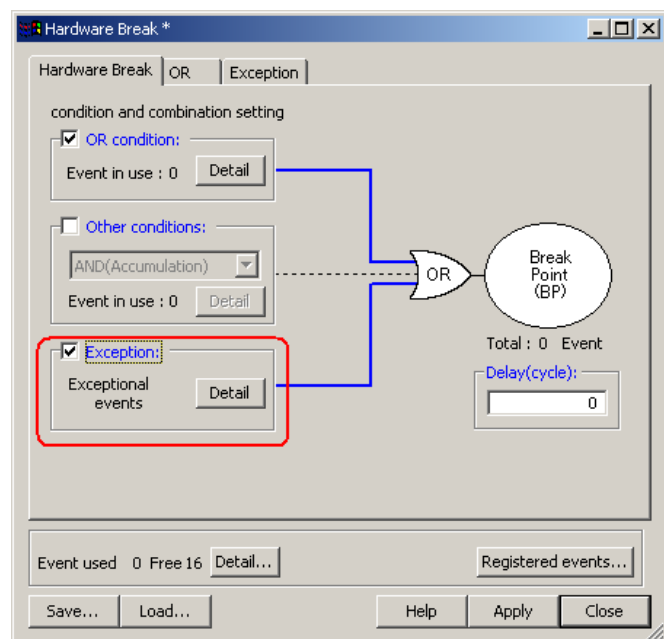 Hardware Break *
Hardware Break OR Exception
condition and combination setting
OR condition:
Event in use : 0 Detail
Other conditions:
AND(Accumulation)
Event in use : 0 Detail
Exception:
Exceptional
events
Detail
OR
Break
Point
(BP)
Total : 0 Event
Delay(cycle):
0
Event used 0 Free 16 Detail... Registered events...
Save... Load... Help Apply Close